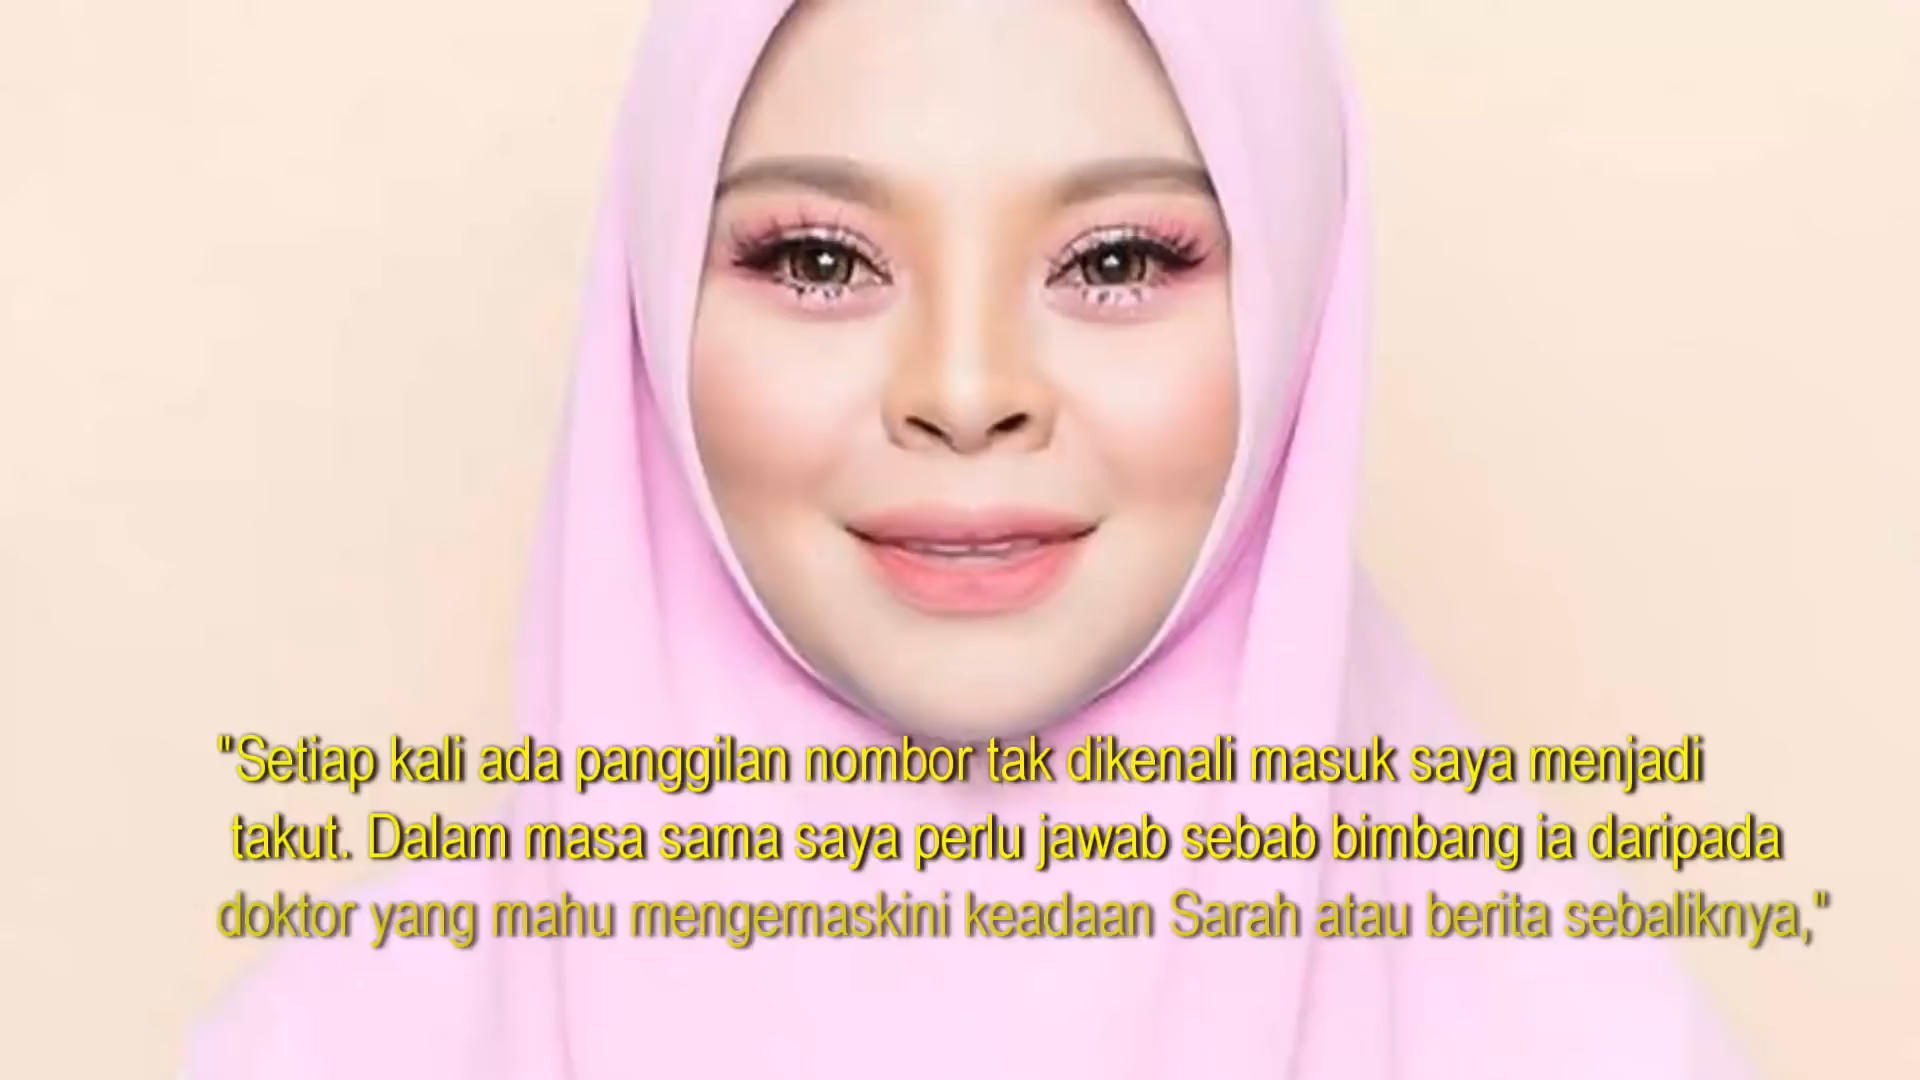 "Setiap kali ada panggilan nombor tak dikenali masuk saya menjadi
takut. Dalam masa sama saya perlu jawab sebab bimbang ia daripada
doktor yang mahu mengemaskini keadaan Sarah atau berita sebaliknya,"